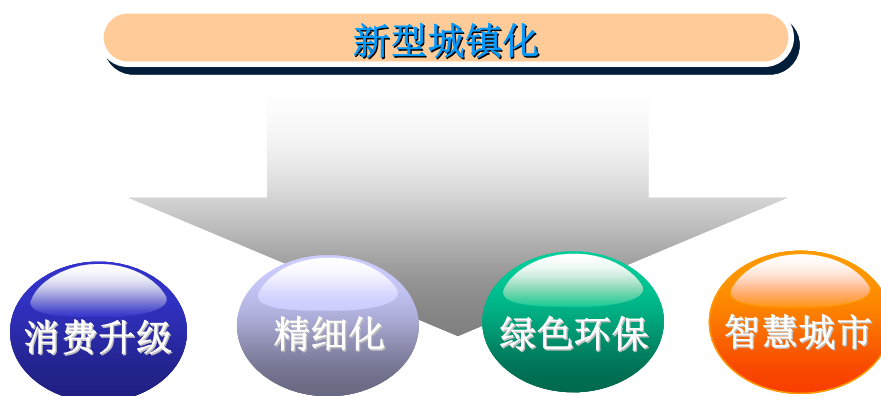 新型城镇化
消费升级
精细化
绿色环保
智慧城市